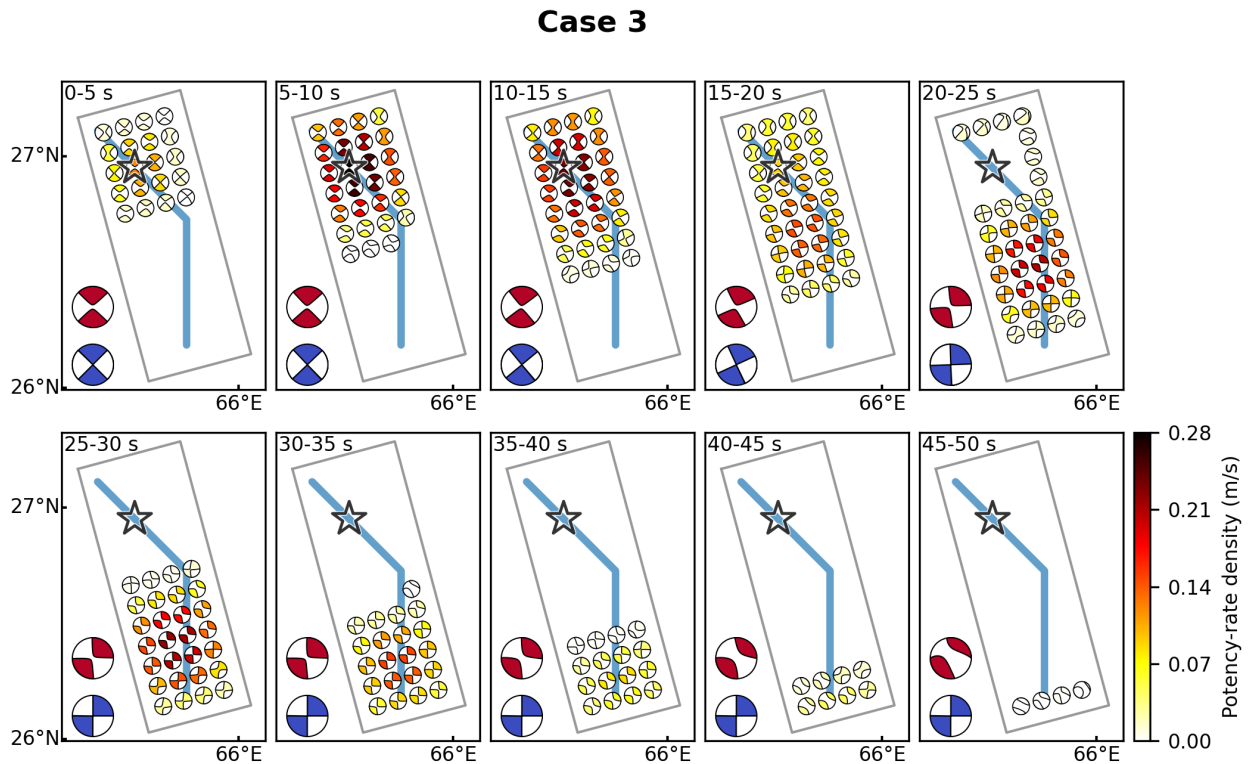 Case 3
0-5 s
5-10 s
10-15 s
15-20 s
20-25 s
27°N
26°N
66°E
66°E
66°E
66°E
66°E
25-30 s
30-35 s
35-40 s
40-45 s
45-50 s
27°N
26°N
66°E
66°E
66°E
66°E
66°E
0.28
0.21
0.14
0.07
0.00
Potency-rate density (m/s)